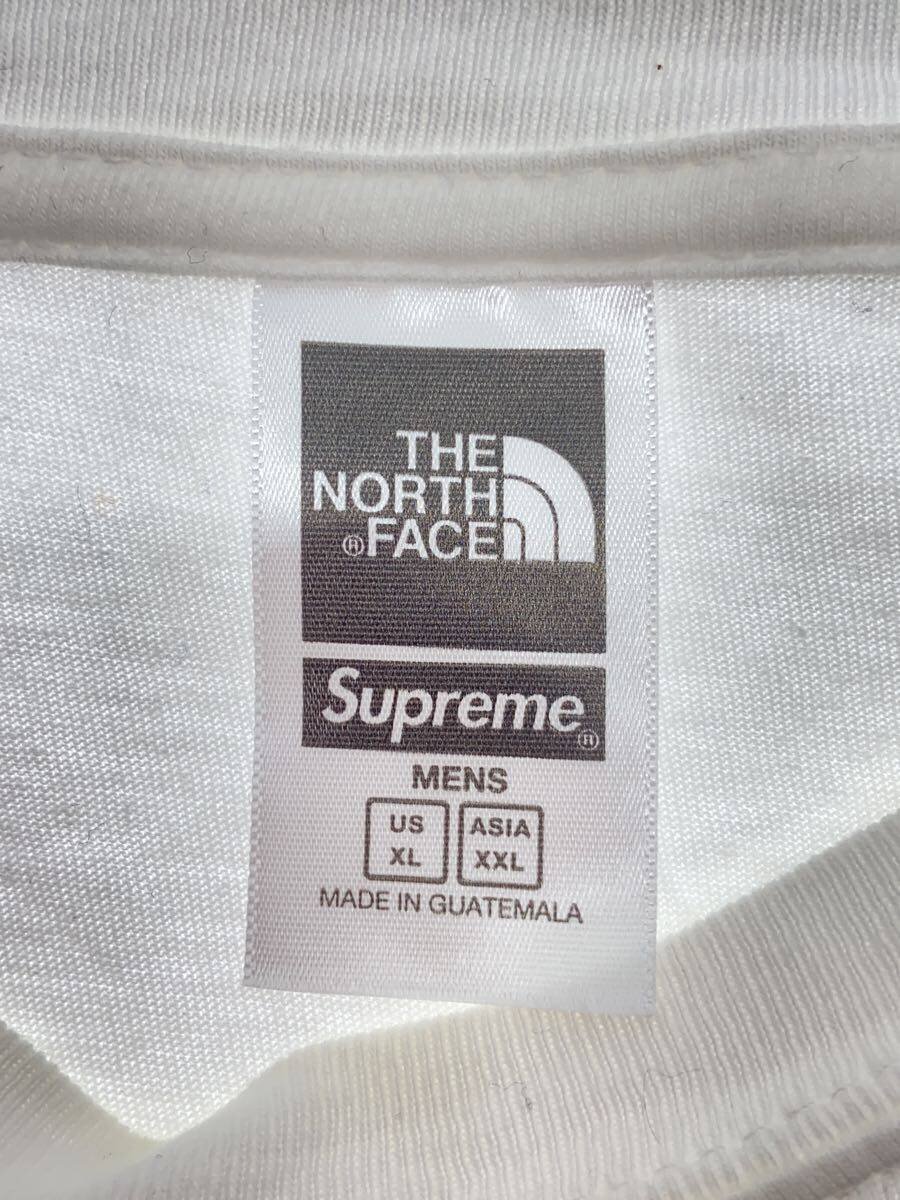 THE
NORTH
®FACE
Supreme®
MENS
US ASIA
XL XXL
MADE IN GUATEMALA